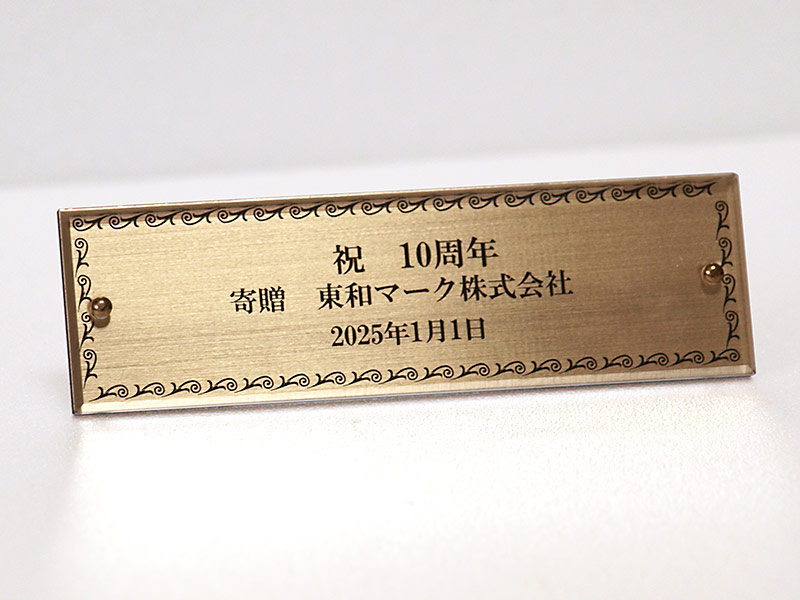 祝　10周年
寄贈　東和マーク株式会社
2025年1月1日